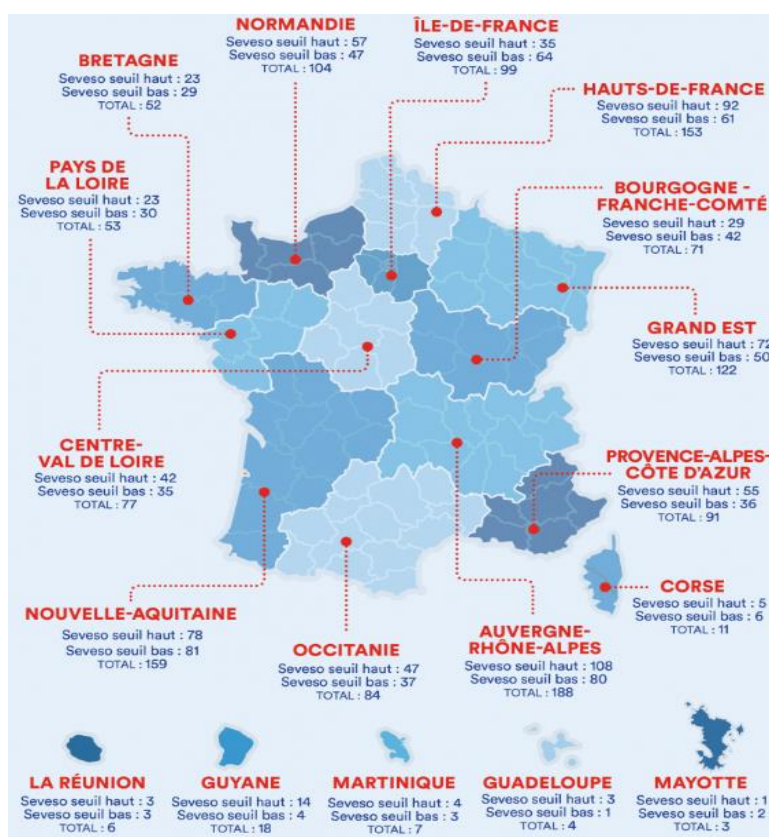 NORMANDIE
Seveso seuil haut : 57
Seveso seuil bas : 47
TOTAL : 104
ÎLE-DE-FRANCE
Seveso seuil haut : 35
Seveso seuil bas : 64
TOTAL : 99
BRETAGNE
Seveso seuil haut : 23
Seveso seuil bas : 29
TOTAL : 52
HAUTS-DE-FRANCE
Seveso seuil haut : 92
Seveso seuil bas : 61
TOTAL : 153
PAYS DE
LA LOIRE
Seveso seuil haut : 23
Seveso seuil bas : 30
TOTAL : 53
BOURGOGNE -
FRANCHE-COMTÉ
Seveso seuil haut : 29
Seveso seuil bas : 42
TOTAL : 71
GRAND EST
Seveso seuil haut : 72
Seveso seuil bas : 50
TOTAL : 122
CENTRE-
VAL DE LOIRE
Seveso seuil haut : 42
Seveso seuil bas : 35
TOTAL : 77
PROVENCE-ALPES-
CÔTE D'AZUR
Seveso seuil haut : 55
Seveso seuil bas : 36
TOTAL : 91
NOUVELLE-AQUITAINE
Seveso seuil haut : 78
Seveso seuil bas : 81
TOTAL : 159
OCCITANIE
Seveso seuil haut : 47
Seveso seuil bas : 37
TOTAL : 84
AUVERGNE-
RHÔNE-ALPES
Seveso seuil haut : 108
Seveso seuil bas : 80
TOTAL : 188
CORSE
Seveso seuil haut : 5
Seveso seuil bas : 6
TOTAL : 11
LA RÉUNION
Seveso seuil haut : 3
Seveso seuil bas : 3
TOTAL : 6
GUYANE
Seveso seuil haut : 14
Seveso seuil bas : 4
TOTAL : 18
MARTINIQUE
Seveso seuil haut : 4
Seveso seuil bas : 3
TOTAL : 7
GUADELOUPE
Seveso seuil haut : 3
Seveso seuil bas : 1
TOTAL : 4
MAYOTTE
Seveso seuil haut : 1
Seveso seuil bas : 2
TOTAL : 3